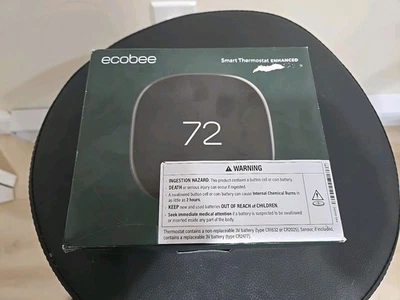 ecobee
Smart Thermostat ENHANCED
72
WARNING
INGESTION HAZARD: This product contains a button cell or coin battery.
DEATH or serious injury can occur if ingested.
A swallowed button cell or coin battery can cause Internal Chemical Burns in
as little as 2 hours.
KEEP new and used batteries OUT OF REACH of CHILDREN.
Seek immediate medical attention if a battery is suspected to be swallowed
or inserted inside any part of the body.
Thermostat contains a non-replaceable 3V battery (type CR1632 or CR2025). Sensor, if included,
contains a replaceable 3V battery (type CR2477).